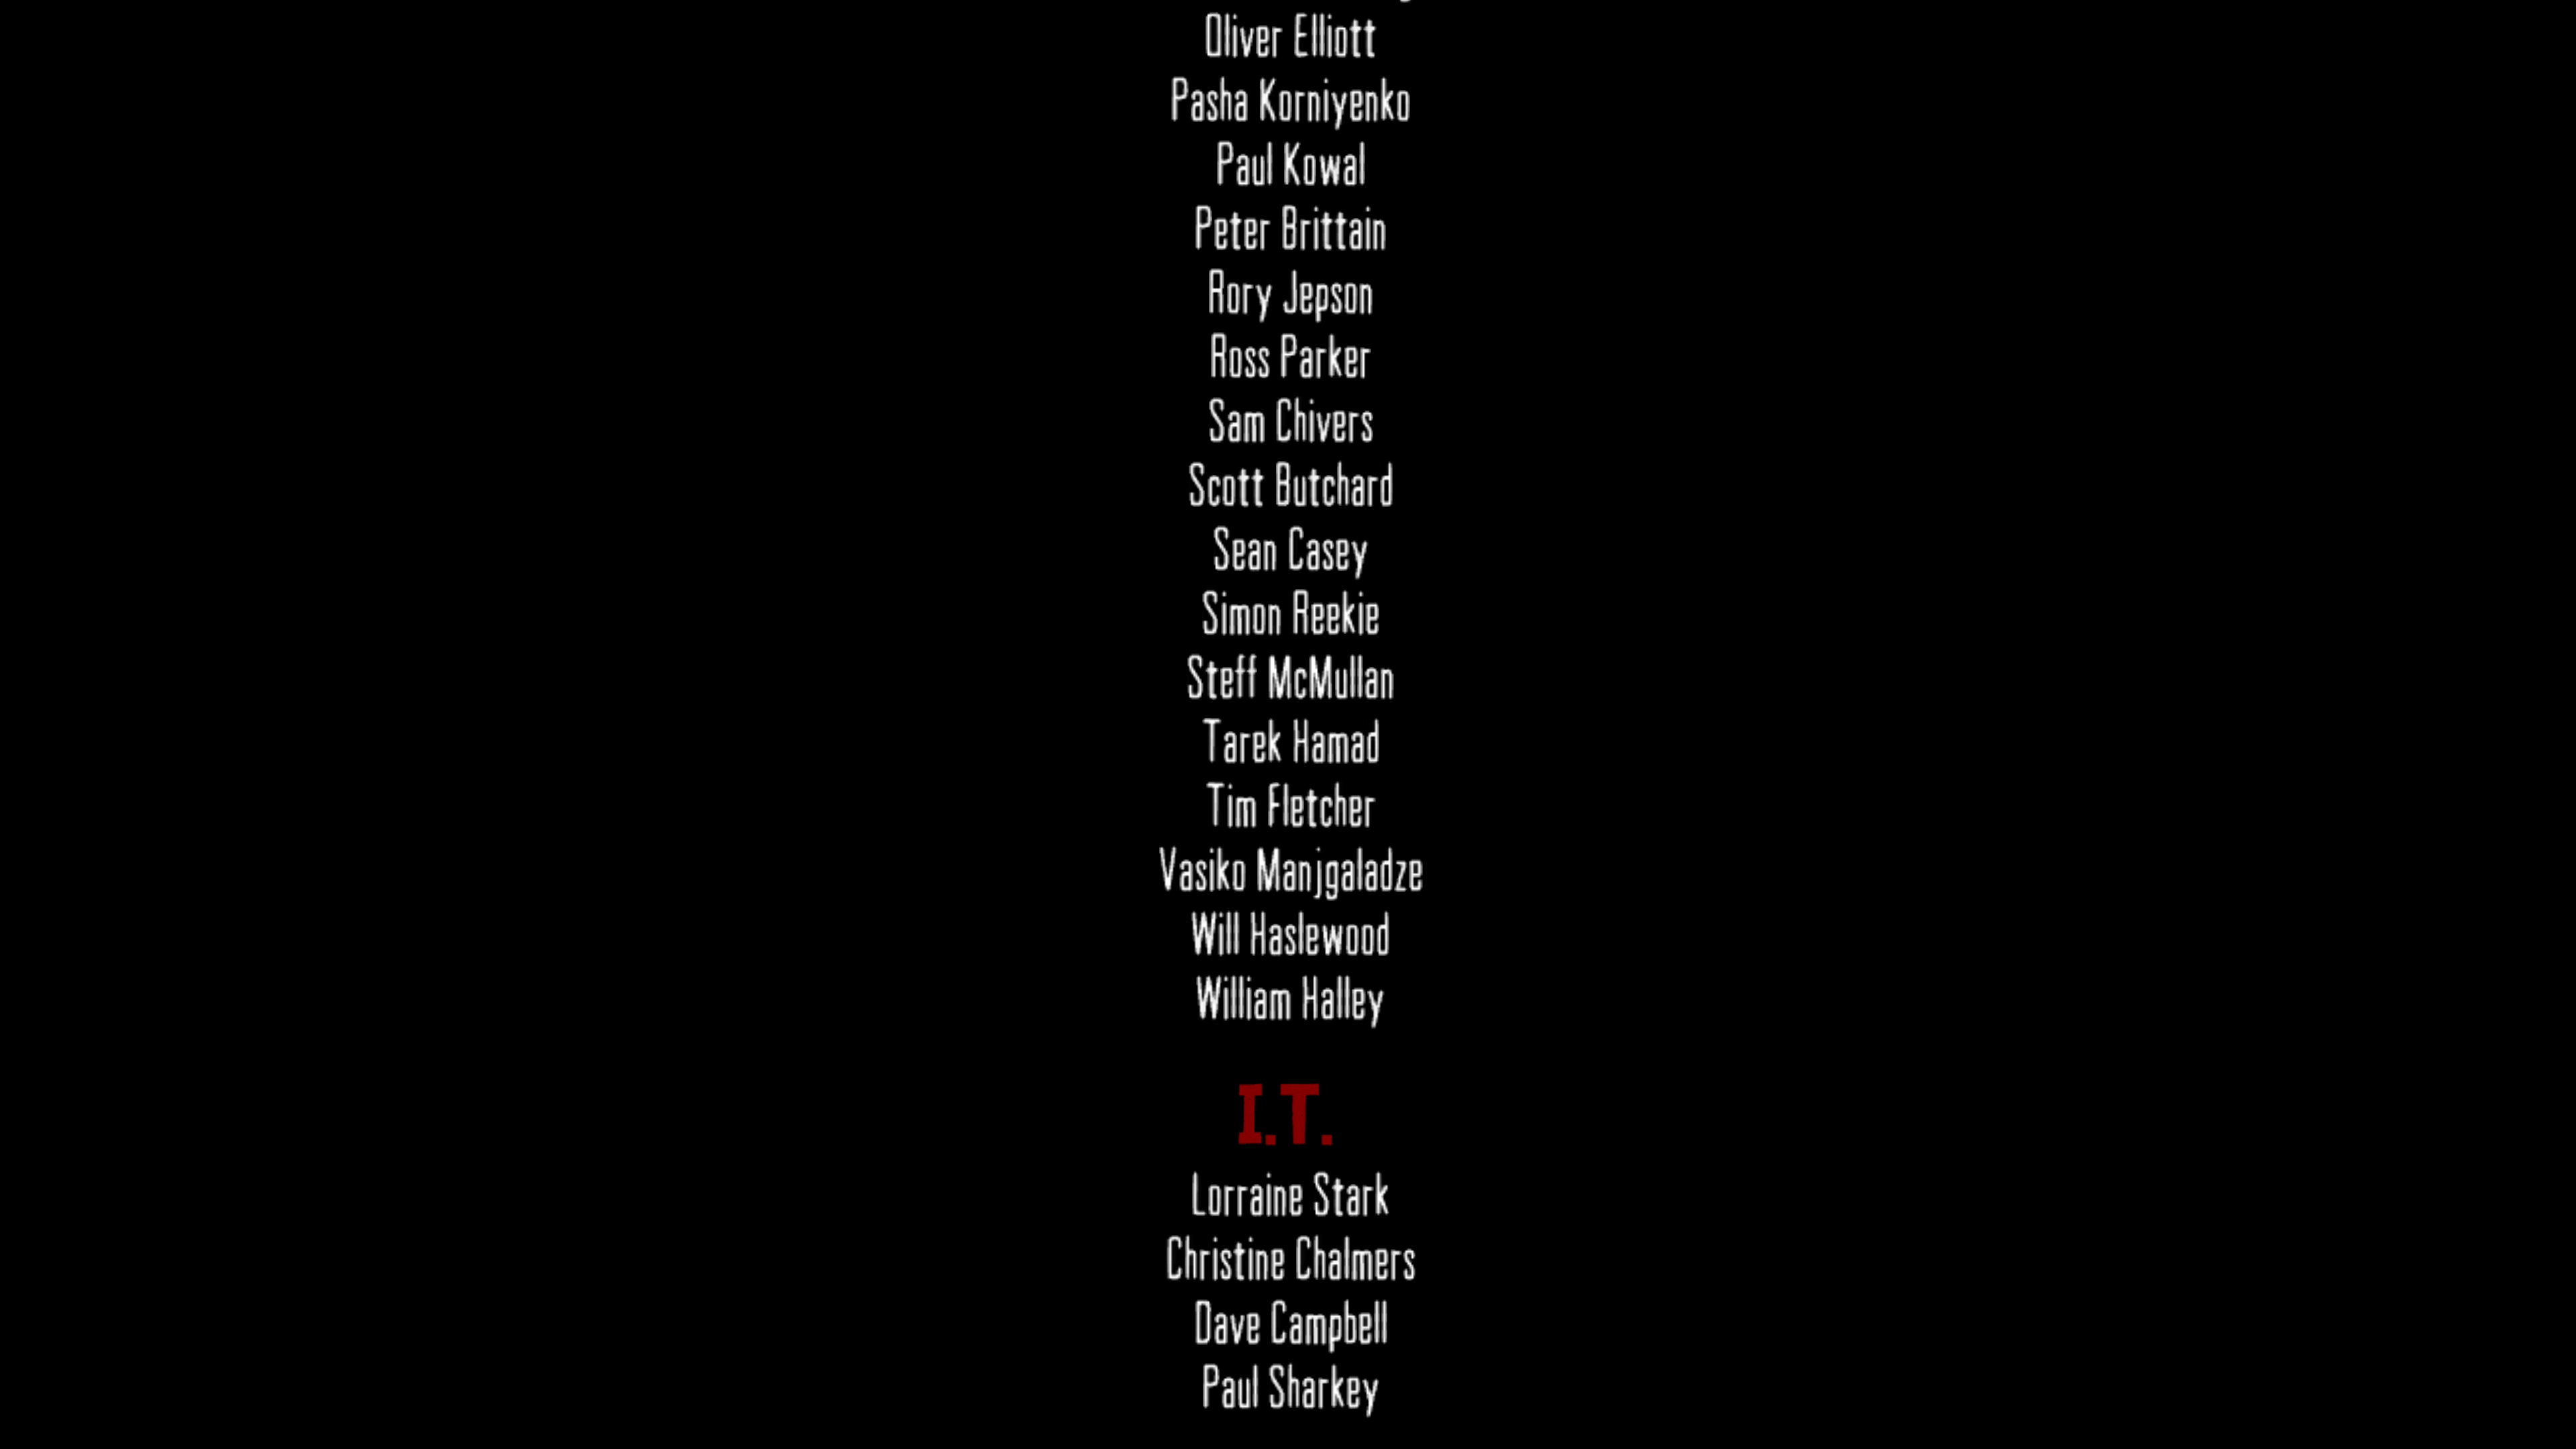 Oliver Elliott
Pasha Korniyenko
Paul Kowal
Peter Brittain
Rory Jepson
Ross Parker
Sam Chivers
Scott Butchard
Sean Casey
Simon Reekie
Steff McMullan
Tarek Hamad
Tim Fletcher
Vasiko Manjgaladze
Will Haslewood
William Halley
I.T.
Lorraine Stark
Christine Chalmers
Dave Campbell
Paul Sharkey